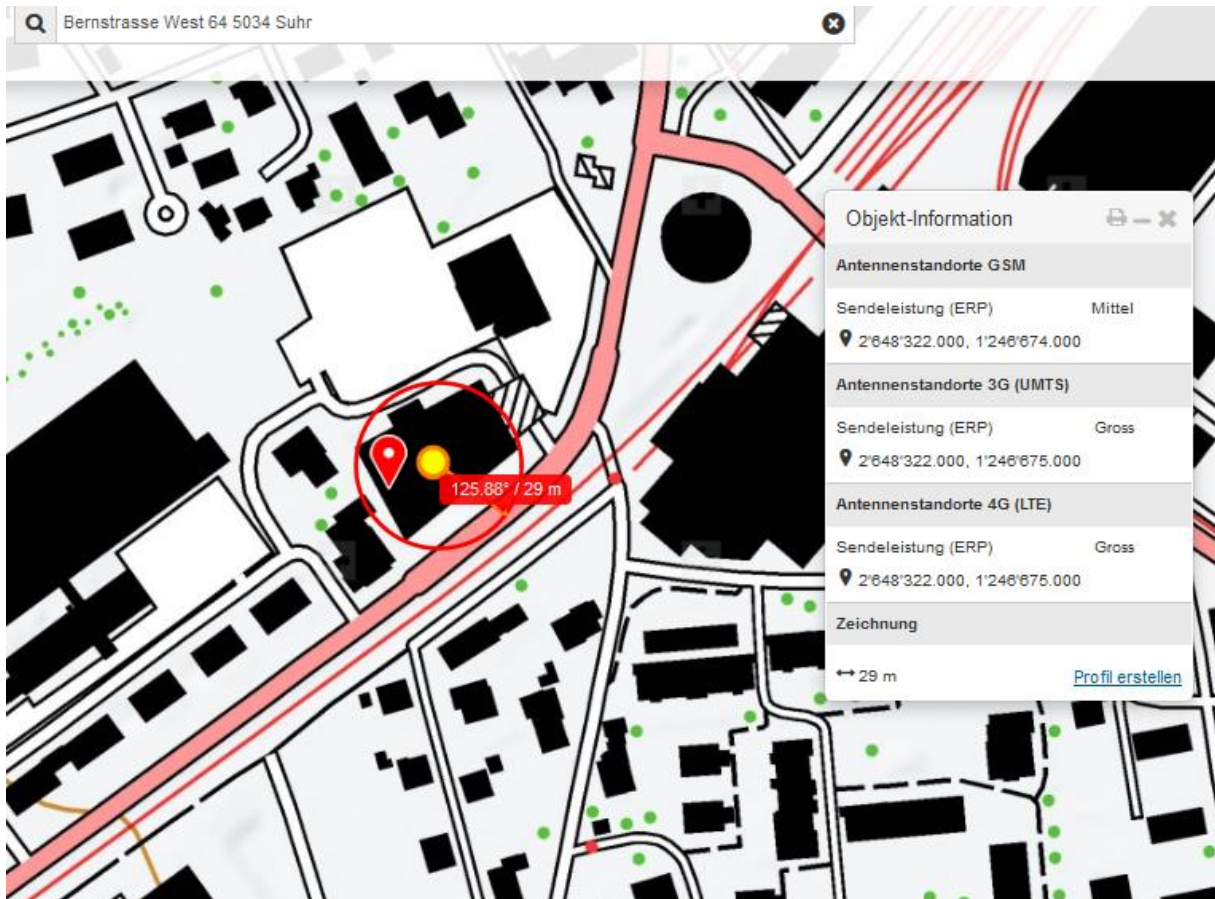 Bernstrasse West 64 5034 Suhr
Objekt-Information
Antennenstandorte GSM
Sendeleistung (ERP) Mittel
2'648'322.000, 1'246'674.000
Antennenstandorte 3G (UMTS)
Sendeleistung (ERP) Gross
2'648'322.000, 1'246'675.000
125.88° / 29 m
Antennenstandorte 4G (LTE)
Sendeleistung (ERP) Gross
2'648'322.000, 1'246'675.000
Zeichnung
29 m Profil erstellen